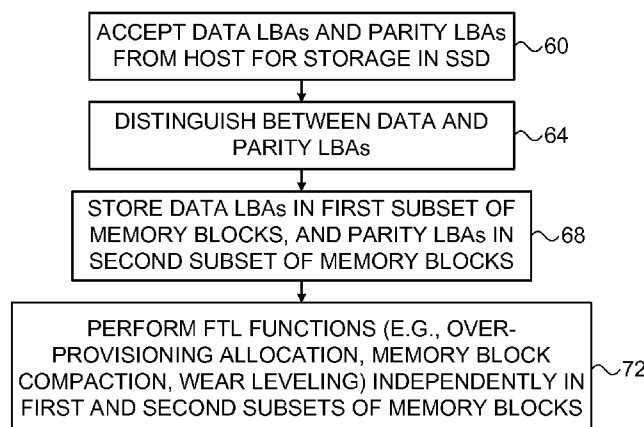 ACCEPT DATA LBAs AND PARITY LBAs
FROM HOST FOR STORAGE IN SSD
60
DISTINGUISH BETWEEN DATA AND
PARITY LBAs
64
STORE DATA LBAs IN FIRST SUBSET OF
MEMORY BLOCKS, AND PARITY LBAs IN
SECOND SUBSET OF MEMORY BLOCKS
68
PERFORM FTL FUNCTIONS (E.G., OVER-
PROVISIONING ALLOCATION, MEMORY BLOCK
COMPACTION, WEAR LEVELING) INDEPENDENTLY IN
FIRST AND SECOND SUBSETS OF MEMORY BLOCKS
72